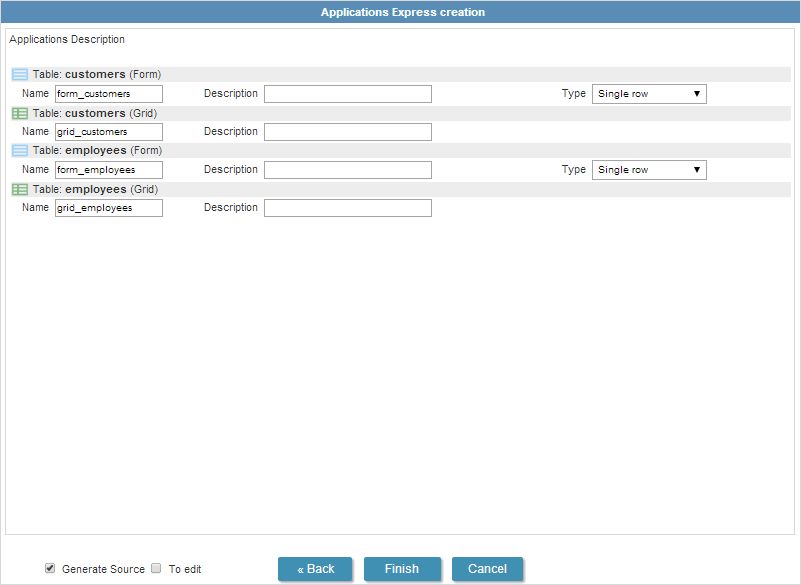 Applications Express creation
Applications Description
Table: customers (Form)
Name form_customers Description Type Single row
Table: customers (Grid)
Name grid_customers Description
Table: employees (Form)
Name form_employees Description Type Single row
Table: employees (Grid)
Name grid_employees Description
Generate Source To edit « Back Finish Cancel